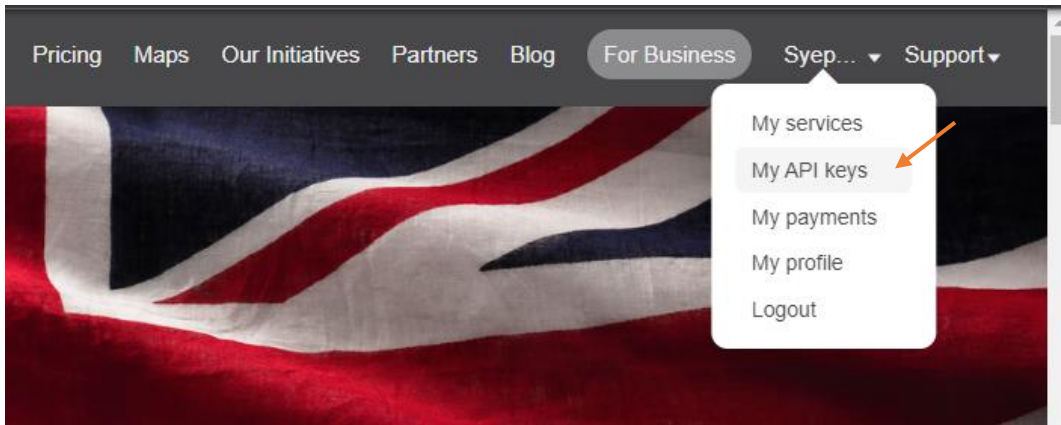 Pricing Maps Our Initiatives Partners Blog For Business Syep... Support
My services
My API keys
My payments
My profile
Logout